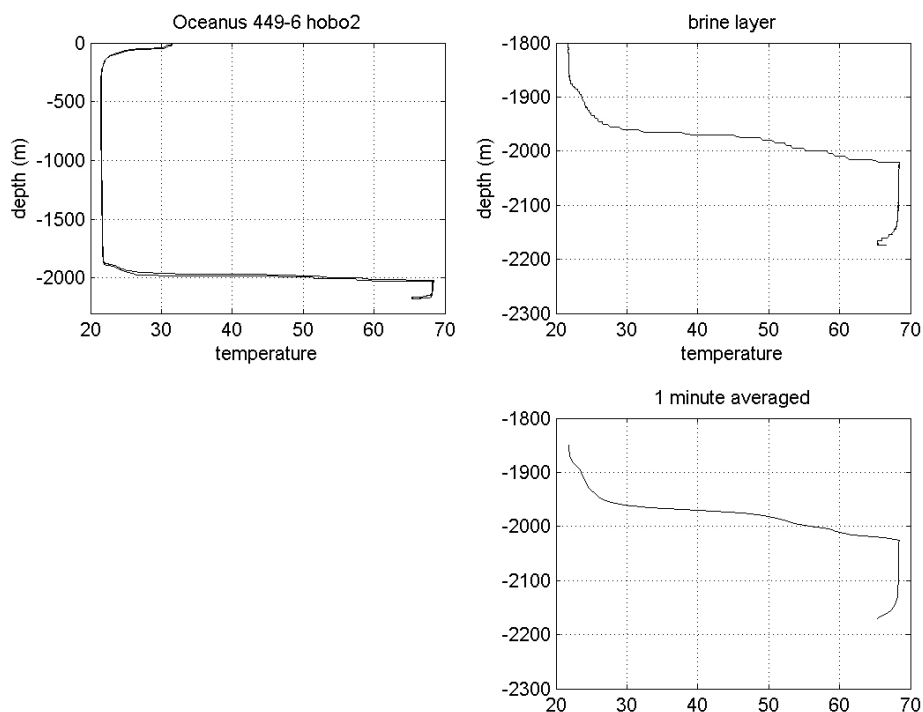 Oceanus 449-6 hobo2
0
-500
-1000
-1500
-2000
depth (m)
20 30 40 50 60 70
temperature
brine layer
-1800
-1900
-2000
-2100
-2200
-2300
depth (m)
20 30 40 50 60 70
temperature
1 minute averaged
-1800
-1900
-2000
-2100
-2200
-2300
20 30 40 50 60 70